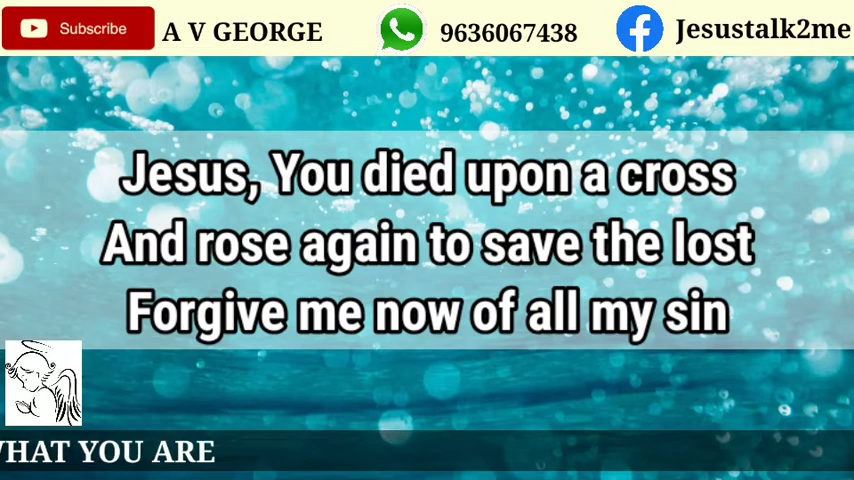 Subscribe A V GEORGE 9636067438 Jesustalk2me
Jesus, You died upon a cross
And rose again to save the lost
Forgive me now of all my sin
YOU ARE